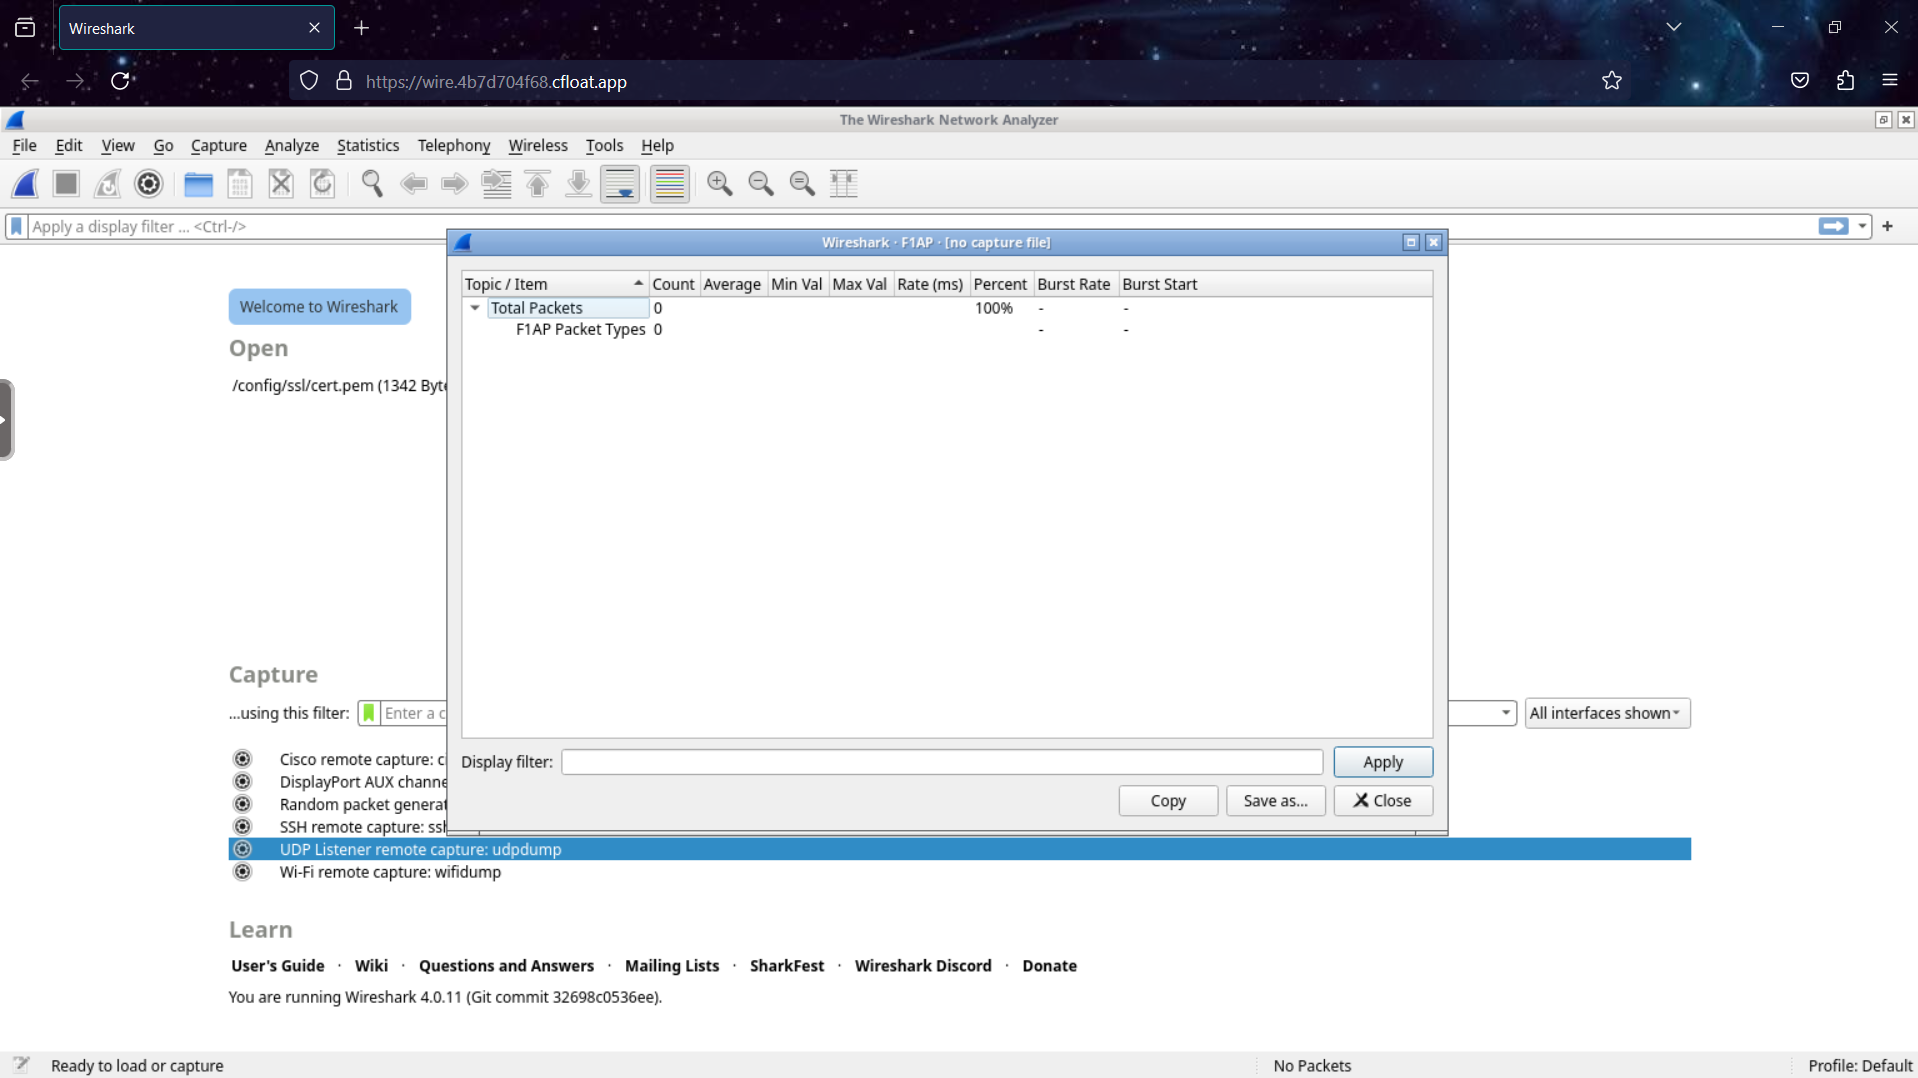 Wireshark
https://wire.4b7d704f68.cfloat.app
The Wireshark Network Analyzer
File Edit View Go Capture Analyze Statistics Telephony Wireless Tools Help
Apply a display filter ... <Ctrl-/>
Wireshark · F1AP · [no capture file]
Topic / Item Count Average Min Val Max Val Rate (ms) Percent Burst Rate Burst Start
Total Packets 0 100% - -
F1AP Packet Types 0 - -
Welcome to Wireshark
Open
/config/ssl/cert.pem (1342 Byte
Capture
...using this filter: Enter a c
All interfaces shown
Cisco remote capture: ci
DisplayPort AUX channe
Random packet generat
SSH remote capture: ssh
UDP Listener remote capture: udpdump
Wi-Fi remote capture: wifidump
Display filter: Apply
Copy Save as... Close
Learn
User's Guide · Wiki · Questions and Answers · Mailing Lists · SharkFest · Wireshark Discord · Donate
You are running Wireshark 4.0.11 (Git commit 32698c0536ee).
Ready to load or capture No Packets Profile: Default